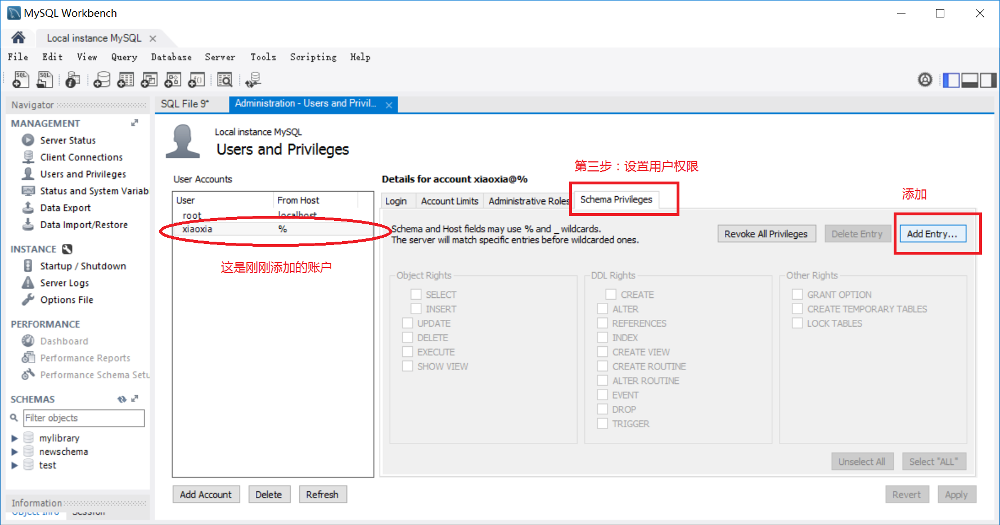 MySQL Workbench
Local instance MySQL
File Edit View Query Database Server Tools Scripting Help
Navigator
SQL File 9*
Administration - Users and Privil...
MANAGEMENT
Server Status
Client Connections
Users and Privileges
Status and System Variab
Data Export
Data Import/Restore
INSTANCE
Startup / Shutdown
Server Logs
Options File
PERFORMANCE
Dashboard
Performance Reports
Performance Schema Setu
SCHEMAS
Filter objects
mylibrary
newschema
test
Information
Object Info Session
Local instance MySQL
Users and Privileges
User Accounts
User From Host
root localhost
xiaoxia %
这是刚刚添加的账户
Add Account Delete Refresh
第三步：设置用户权限
Details for account xiaoxia@%
Login Account Limits Administrative Roles Schema Privileges
添加
Schema and Host fields may use % and _ wildcards.
The server will match specific entries before wildcarded ones.
Revoke All Privileges Delete Entry Add Entry...
Object Rights
SELECT
INSERT
UPDATE
DELETE
EXECUTE
SHOW VIEW
DDL Rights
CREATE
ALTER
REFERENCES
INDEX
CREATE VIEW
CREATE ROUTINE
ALTER ROUTINE
EVENT
DROP
TRIGGER
Other Rights
GRANT OPTION
CREATE TEMPORARY TABLES
LOCK TABLES
Unselect All Select "ALL"
Revert Apply